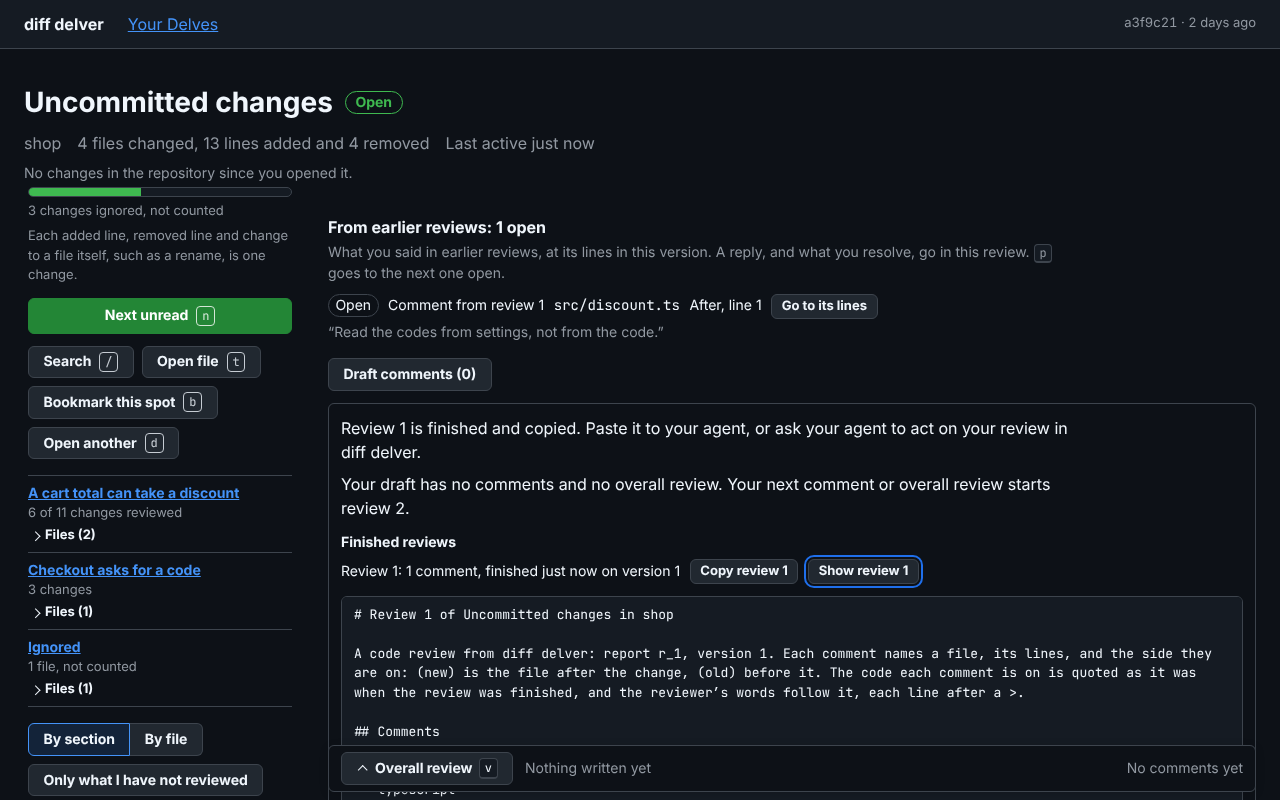 diff delver
Your Delves
a3f9c21 · 2 days ago
Uncommitted changes
Open
shop
4 files changed, 13 lines added and 4 removed
Last active just now
No changes in the repository since you opened it.
3 changes ignored, not counted
Each added line, removed line and change
to a file itself, such as a rename, is one
change.
Next unread n
Search /
Open file t
Bookmark this spot b
Open another d
A cart total can take a discount
6 of 11 changes reviewed
Files (2)
Checkout asks for a code
3 changes
Files (1)
Ignored
1 file, not counted
Files (1)
By section
By file
Only what I have not reviewed
From earlier reviews: 1 open
What you said in earlier reviews, at its lines in this version. A reply, and what you resolve, go in this review. p
goes to the next one open.
Open Comment from review 1 src/discount.ts After, line 1 Go to its lines
“Read the codes from settings, not from the code.”
Draft comments (0)
Review 1 is finished and copied. Paste it to your agent, or ask your agent to act on your review in
diff delver.
Your draft has no comments and no overall review. Your next comment or overall review starts
review 2.
Finished reviews
Review 1: 1 comment, finished just now on version 1 Copy review 1 Show review 1
# Review 1 of Uncommitted changes in shop
A code review from diff delver: report r_1, version 1. Each comment names a file, its lines, and the side they
are on: (new) is the file after the change, (old) before it. The code each comment is on is quoted as it was
when the review was finished, and the reviewer’s words follow it, each line after a >.
## Comments
Overall review v
Nothing written yet
No comments yet
typescript